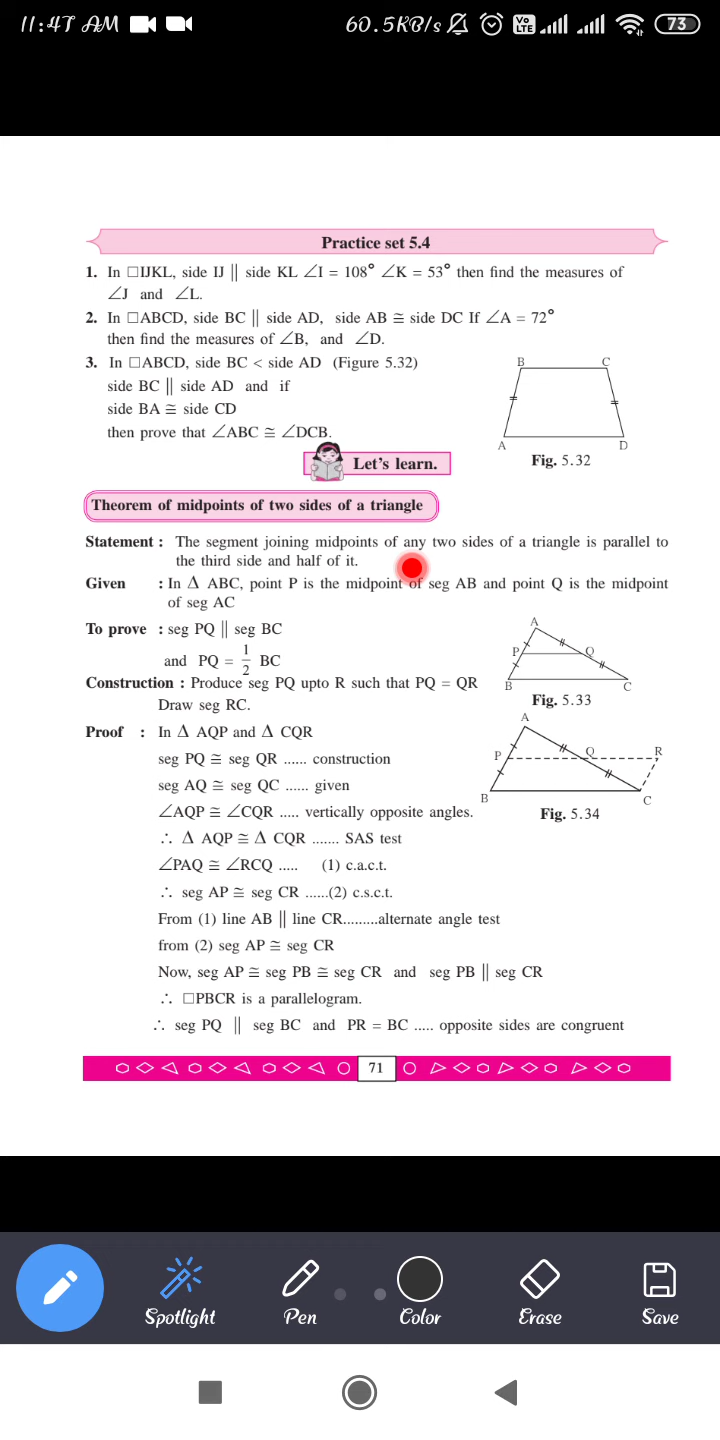 11:47 AM 60.5KB/s Vo LTE 73
Practice set 5.4
1. In □IJKL, side IJ || side KL ∠I = 108° ∠K = 53° then find the measures of
∠J and ∠L.
2. In □ABCD, side BC || side AD, side AB ≅ side DC If ∠A = 72°
then find the measures of ∠B, and ∠D.
3. In □ABCD, side BC < side AD (Figure 5.32)
side BC || side AD and if
side BA ≅ side CD
then prove that ∠ABC ≅ ∠DCB.
B C
A D
Fig. 5.32
Let's learn.
Theorem of midpoints of two sides of a triangle
Statement : The segment joining midpoints of any two sides of a triangle is parallel to
the third side and half of it.
Given : In Δ ABC, point P is the midpoint of seg AB and point Q is the midpoint
of seg AC
To prove : seg PQ || seg BC
and PQ = 1/2 BC
Construction : Produce seg PQ upto R such that PQ = QR
Draw seg RC.
A
P Q
B C
Fig. 5.33
Proof : In Δ AQP and Δ CQR
seg PQ ≅ seg QR ...... construction
seg AQ ≅ seg QC ...... given
∠AQP ≅ ∠CQR ..... vertically opposite angles.
∴ Δ AQP ≅ Δ CQR ....... SAS test
∠PAQ ≅ ∠RCQ ..... (1) c.a.c.t.
∴ seg AP ≅ seg CR ......(2) c.s.c.t.
From (1) line AB || line CR.........alternate angle test
from (2) seg AP ≅ seg CR
Now, seg AP ≅ seg PB ≅ seg CR and seg PB || seg CR
∴ □PBCR is a parallelogram.
∴ seg PQ || seg BC and PR = BC ..... opposite sides are congruent
A
P Q R
B C
Fig. 5.34
71
Spotlight Pen Color Erase Save